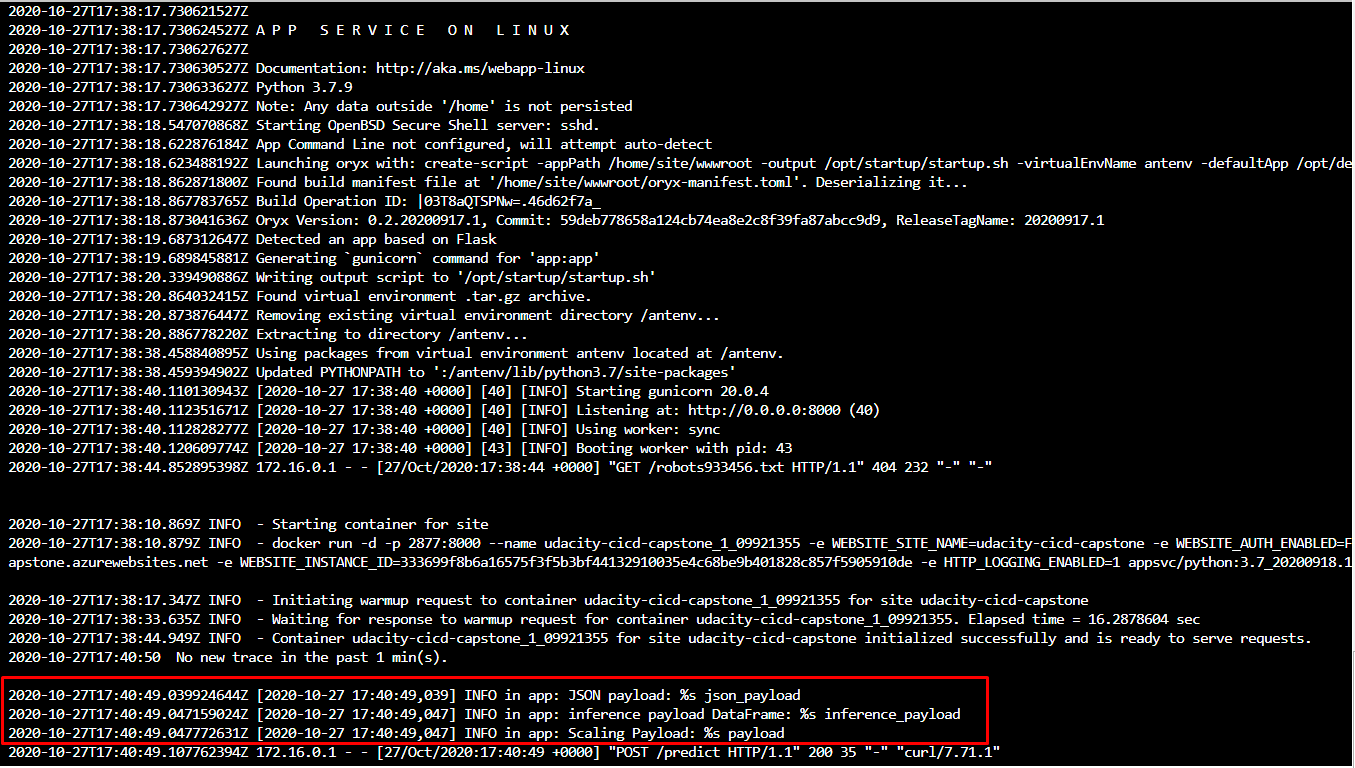 2020-10-27T17:38:17.730621527Z
2020-10-27T17:38:17.730624527Z A P P   S E R V I C E   O N   L I N U X
2020-10-27T17:38:17.730627627Z
2020-10-27T17:38:17.730630527Z Documentation: http://aka.ms/webapp-linux
2020-10-27T17:38:17.730633627Z Python 3.7.9
2020-10-27T17:38:17.730642927Z Note: Any data outside '/home' is not persisted
2020-10-27T17:38:18.547070868Z Starting OpenBSD Secure Shell server: sshd.
2020-10-27T17:38:18.622876184Z App Command Line not configured, will attempt auto-detect
2020-10-27T17:38:18.623488192Z Launching oryx with: create-script -appPath /home/site/wwwroot -output /opt/startup/startup.sh -virtualEnvName antenv -defaultApp /opt/de
2020-10-27T17:38:18.862871800Z Found build manifest file at '/home/site/wwwroot/oryx-manifest.toml'. Deserializing it...
2020-10-27T17:38:18.867783765Z Build Operation ID: |03T8aQTSPNw=.46d62f7a_
2020-10-27T17:38:18.873041636Z Oryx Version: 0.2.20200917.1, Commit: 59deb778658a124cb74ea8e2c8f39fa87abcc9d9, ReleaseTagName: 20200917.1
2020-10-27T17:38:19.687312647Z Detected an app based on Flask
2020-10-27T17:38:19.689845881Z Generating `gunicorn` command for 'app:app'
2020-10-27T17:38:20.339490886Z Writing output script to '/opt/startup/startup.sh'
2020-10-27T17:38:20.864032415Z Found virtual environment .tar.gz archive.
2020-10-27T17:38:20.873876447Z Removing existing virtual environment directory /antenv...
2020-10-27T17:38:20.886778220Z Extracting to directory /antenv...
2020-10-27T17:38:38.458840895Z Using packages from virtual environment antenv located at /antenv.
2020-10-27T17:38:38.459394902Z Updated PYTHONPATH to ':/antenv/lib/python3.7/site-packages'
2020-10-27T17:38:40.110130943Z [2020-10-27 17:38:40 +0000] [40] [INFO] Starting gunicorn 20.0.4
2020-10-27T17:38:40.112351671Z [2020-10-27 17:38:40 +0000] [40] [INFO] Listening at: http://0.0.0.0:8000 (40)
2020-10-27T17:38:40.112828277Z [2020-10-27 17:38:40 +0000] [40] [INFO] Using worker: sync
2020-10-27T17:38:40.120609774Z [2020-10-27 17:38:40 +0000] [43] [INFO] Booting worker with pid: 43
2020-10-27T17:38:44.852895398Z 172.16.0.1 - - [27/Oct/2020:17:38:44 +0000] "GET /robots933456.txt HTTP/1.1" 404 232 "-" "-"
2020-10-27T17:38:10.869Z INFO  - Starting container for site
2020-10-27T17:38:10.879Z INFO  - docker run -d -p 2877:8000 --name udacity-cicd-capstone_1_09921355 -e WEBSITE_SITE_NAME=udacity-cicd-capstone -e WEBSITE_AUTH_ENABLED=F
apstone.azurewebsites.net -e WEBSITE_INSTANCE_ID=333699f8b6a16575f3f5b3bf44132910035e4c68be9b401828c857f5905910de -e HTTP_LOGGING_ENABLED=1 appsvc/python:3.7_20200918.1
2020-10-27T17:38:17.347Z INFO  - Initiating warmup request to container udacity-cicd-capstone_1_09921355 for site udacity-cicd-capstone
2020-10-27T17:38:33.635Z INFO  - Waiting for response to warmup request for container udacity-cicd-capstone_1_09921355. Elapsed time = 16.2878604 sec
2020-10-27T17:38:44.949Z INFO  - Container udacity-cicd-capstone_1_09921355 for site udacity-cicd-capstone initialized successfully and is ready to serve requests.
2020-10-27T17:40:50  No new trace in the past 1 min(s).
2020-10-27T17:40:49.039924644Z [2020-10-27 17:40:49,039] INFO in app: JSON payload: %s json_payload
2020-10-27T17:40:49.047159024Z [2020-10-27 17:40:49,047] INFO in app: inference payload DataFrame: %s inference_payload
2020-10-27T17:40:49.047772631Z [2020-10-27 17:40:49,047] INFO in app: Scaling Payload: %s payload
2020-10-27T17:40:49.107762394Z 172.16.0.1 - - [27/Oct/2020:17:40:49 +0000] "POST /predict HTTP/1.1" 200 35 "-" "curl/7.71.1"